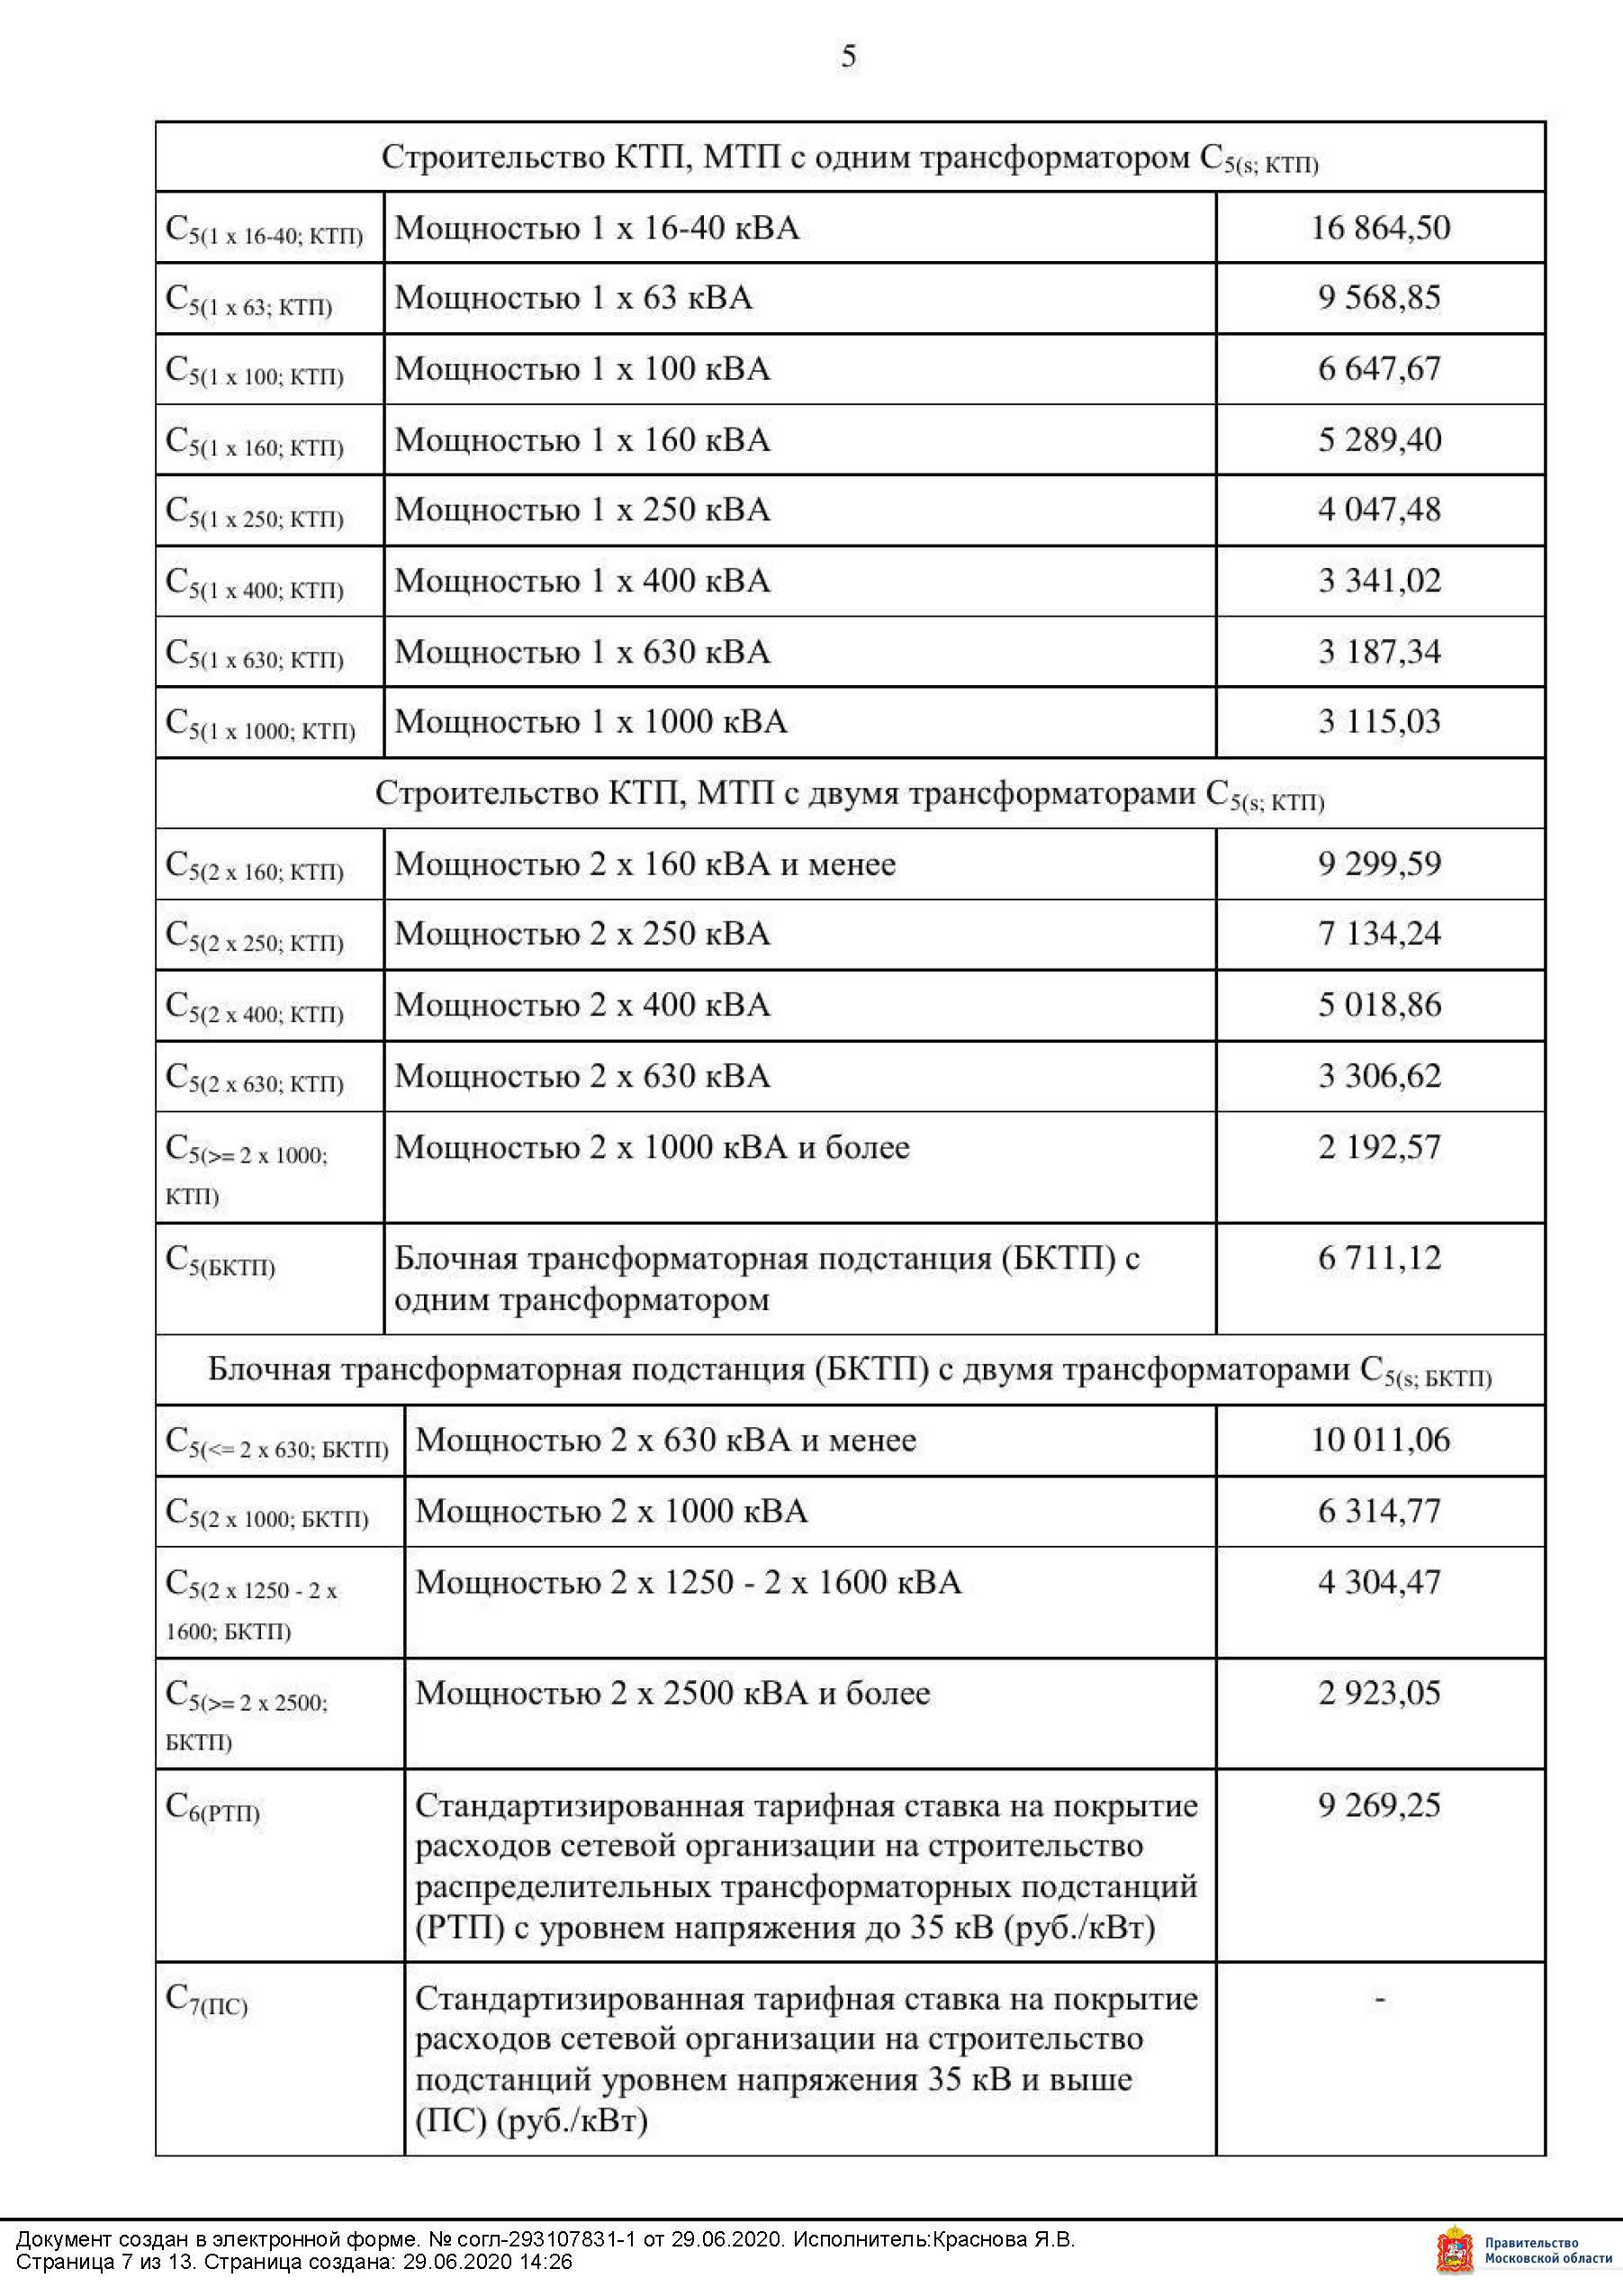 5
Строительство КТП, МТП с одним трансформатором С5(s; КТП)
С5(1 x 16-40; КТП) Мощностью 1 x 16-40 кВА 16 864,50
С5(1 x 63; КТП) Мощностью 1 x 63 кВА 9 568,85
С5(1 x 100; КТП) Мощностью 1 x 100 кВА 6 647,67
С5(1 x 160; КТП) Мощностью 1 x 160 кВА 5 289,40
С5(1 x 250; КТП) Мощностью 1 x 250 кВА 4 047,48
С5(1 x 400; КТП) Мощностью 1 x 400 кВА 3 341,02
С5(1 x 630; КТП) Мощностью 1 x 630 кВА 3 187,34
С5(1 x 1000; КТП) Мощностью 1 x 1000 кВА 3 115,03
Строительство КТП, МТП с двумя трансформаторами С5(s; КТП)
С5(2 x 160; КТП) Мощностью 2 x 160 кВА и менее 9 299,59
С5(2 x 250; КТП) Мощностью 2 x 250 кВА 7 134,24
С5(2 x 400; КТП) Мощностью 2 x 400 кВА 5 018,86
С5(2 x 630; КТП) Мощностью 2 x 630 кВА 3 306,62
С5(>= 2 x 1000; Мощностью 2 x 1000 кВА и более 2 192,57
КТП)
С5(БКТП) Блочная трансформаторная подстанция (БКТП) с 6 711,12
одним трансформатором
Блочная трансформаторная подстанция (БКТП) с двумя трансформаторами С5(s; БКТП)
С5(<= 2 x 630; БКТП) Мощностью 2 x 630 кВА и менее 10 011,06
С5(2 x 1000; БКТП) Мощностью 2 x 1000 кВА 6 314,77
С5(2 x 1250 - 2 x Мощностью 2 x 1250 - 2 x 1600 кВА 4 304,47
1600; БКТП)
С5(>= 2 x 2500; Мощностью 2 x 2500 кВА и более 2 923,05
БКТП)
С6(РТП) Стандартизированная тарифная ставка на покрытие 9 269,25
расходов сетевой организации на строительство
распределительных трансформаторных подстанций
(РТП) с уровнем напряжения до 35 кВ (руб./кВт)
С7(ПС) Стандартизированная тарифная ставка на покрытие -
расходов сетевой организации на строительство
подстанций уровнем напряжения 35 кВ и выше
(ПС) (руб./кВт)
Документ создан в электронной форме. № согл-293107831-1 от 29.06.2020. Исполнитель:Краснова Я.В.
Страница 7 из 13. Страница создана: 29.06.2020 14:26
Правительство
Московской области